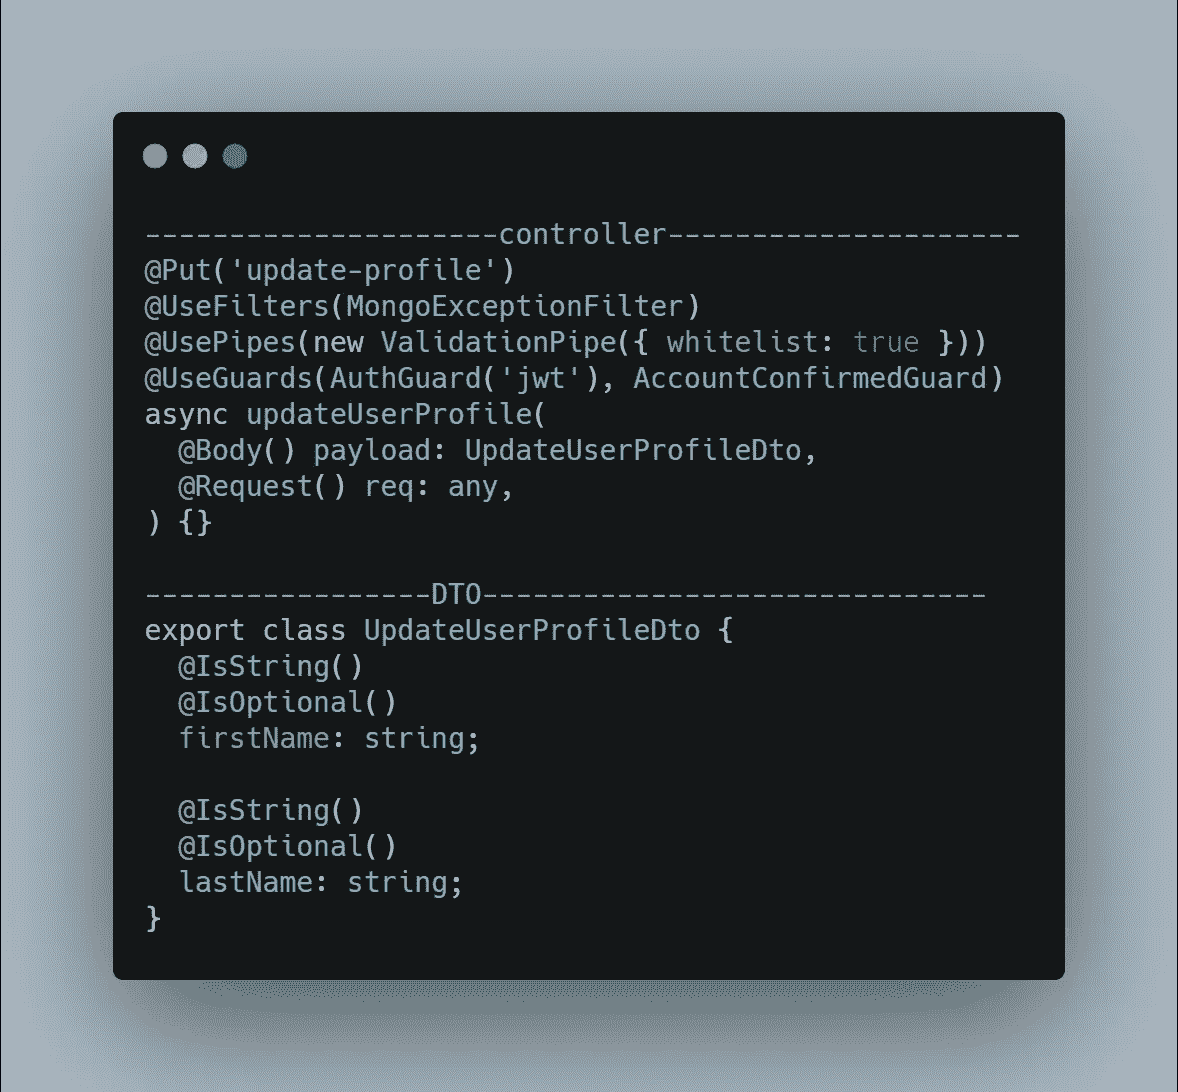 ---------------------controller---------------------
@Put('update-profile')
@UseFilters(MongoExceptionFilter)
@UsePipes(new ValidationPipe({ whitelist: true }))
@UseGuards(AuthGuard('jwt'), AccountConfirmedGuard)
async updateUserProfile(
  @Body() payload: UpdateUserProfileDto,
  @Request() req: any,
) {}

-----------------DTO------------------------------
export class UpdateUserProfileDto {
  @IsString()
  @IsOptional()
  firstName: string;

  @IsString()
  @IsOptional()
  lastName: string;
}